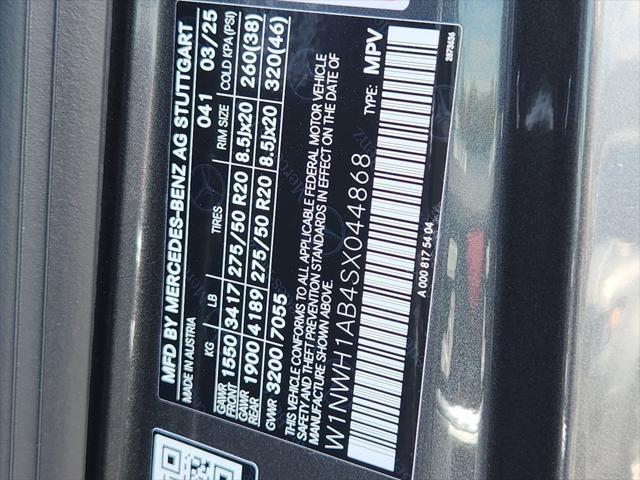 MFD BY MERCEDES-BENZ AG STUTTGART
MADE IN AUSTRIA 041 03/25
KG LB TIRES RIM SIZE COLD KPA (PSI)
GAWR FRONT 1550 3417 275/50 R20 8.5Jx20 260(38)
GAWR REAR 1900 4189 275/50 R20 8.5Jx20 320(46)
GVWR 3200 7055
THIS VEHICLE CONFORMS TO ALL APPLICABLE FEDERAL MOTOR VEHICLE
SAFETY AND THEFT PREVENTION STANDARDS IN EFFECT ON THE DATE OF
MANUFACTURE SHOWN ABOVE.
W1NWH1AB4SX044868 TYPE: MPV
A 000 817 54 04
2873636